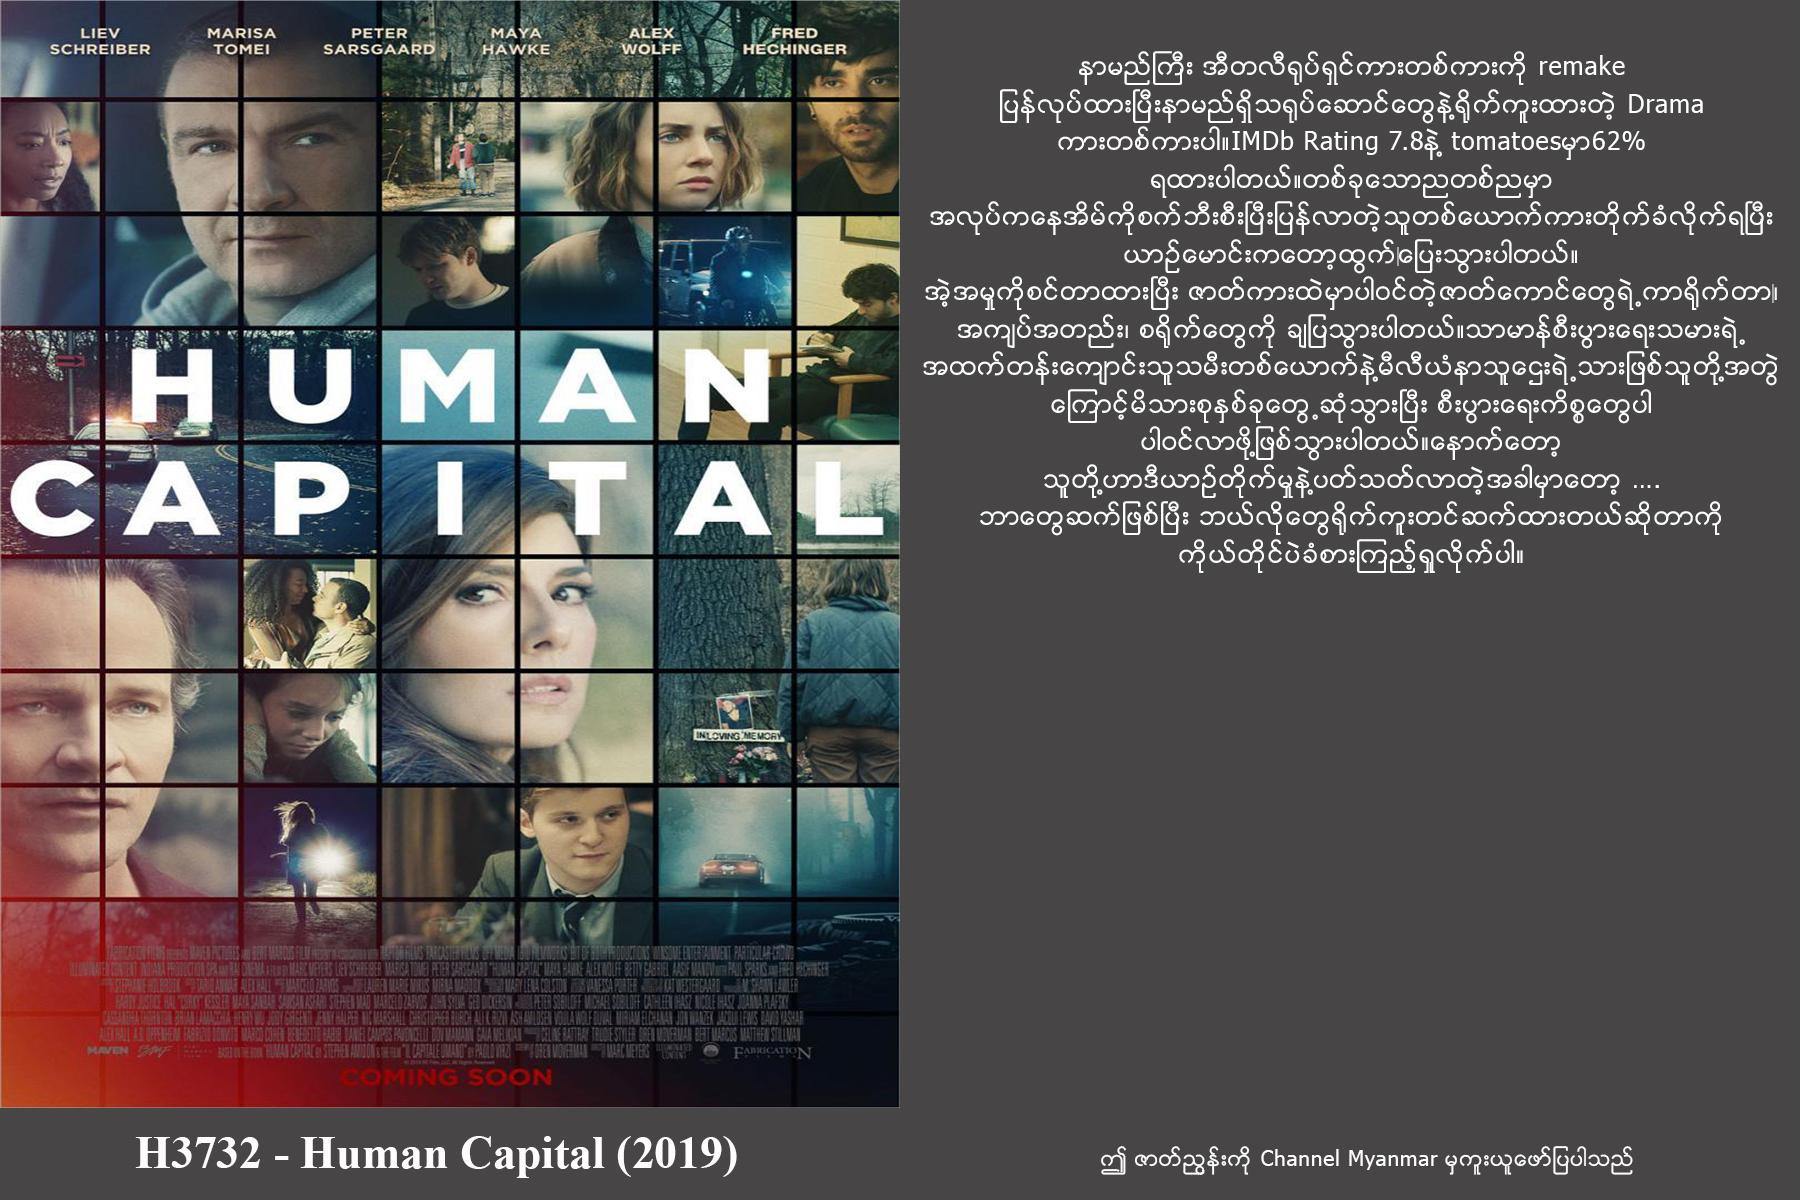 LIEV SCHREIBER
MARISA TOMEI
PETER SARSGAARD
MAYA HAWKE
ALEX WOLFF
FRED HECHINGER
HUMAN
CAPITAL
IN LOVING MEMORY
MAVEN
FABRICATION
COMING SOON
H3732 - Human Capital (2019)
နာမည်ကြီး အီတလီရုပ်ရှင်ကားတစ်ကားကို remake
ပြန်လုပ်ထားပြီးနာမည်ရှိသရုပ်ဆောင်တွေနဲ့ရိုက်ကူးထားတဲ့ Drama
ကားတစ်ကားပါ။IMDb Rating 7.8နဲ့ tomatoesမှာ62%
ရထားပါတယ်။တစ်ခုသောညတစ်ညမှာ
အလုပ်ကနေအိမ်ကိုစက်ဘီးစီးပြီးပြန်လာတဲ့သူတစ်ယောက်ကားတိုက်ခံလိုက်ရပြီး
ယာဉ်မောင်းကတော့ထွက်ပြေးသွားပါတယ်။
အဲ့အမှုကိုစင်တာထားပြီး ဇာတ်ကားထဲမှာပါဝင်တဲ့ဇာတ်ကောင်တွေရဲ့ကာရိုက်တာ၊
အကျပ်အတည်း၊ စရိုက်တွေကို ချပြသွားပါတယ်။သာမာန်စီးပွားရေးသမားရဲ့
အထက်တန်းကျောင်းသူသမီးတစ်ယောက်နဲ့မီလီယံနာသူဌေးရဲ့သားဖြစ်သူတို့အတွဲ
ကြောင့်မိသားစုနှစ်ခုတွေ့ဆုံသွားပြီး စီးပွားရေးကိစ္စတွေပါ
ပါဝင်လာဖို့ဖြစ်သွားပါတယ်။နောက်တော့
သူတို့ဟာဒီယာဉ်တိုက်မှုနဲ့ပတ်သတ်လာတဲ့အခါမှာတော့ ....
ဘာတွေဆက်ဖြစ်ပြီး ဘယ်လိုတွေရိုက်ကူးတင်ဆက်ထားတယ်ဆိုတာကို
ကိုယ်တိုင်ပဲခံစားကြည့်ရှုလိုက်ပါ။
ဤ ဇာတ်ညွှန်းကို Channel Myanmar မှကူးယူဖော်ပြပါသည်